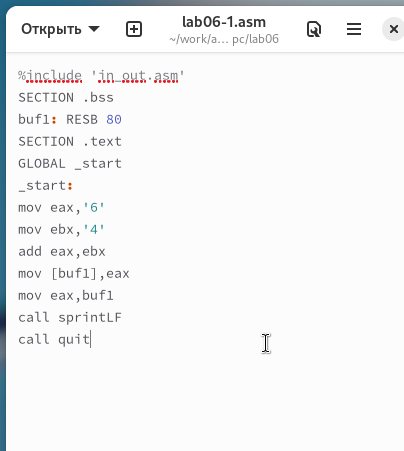 Открыть
lab06-1.asm
~/work/a... pc/lab06
%include 'in_out.asm'
SECTION .bss
buf1: RESB 80
SECTION .text
GLOBAL _start
_start:
mov eax,'6'
mov ebx,'4'
add eax,ebx
mov [buf1],eax
mov eax,buf1
call sprintLF
call quit